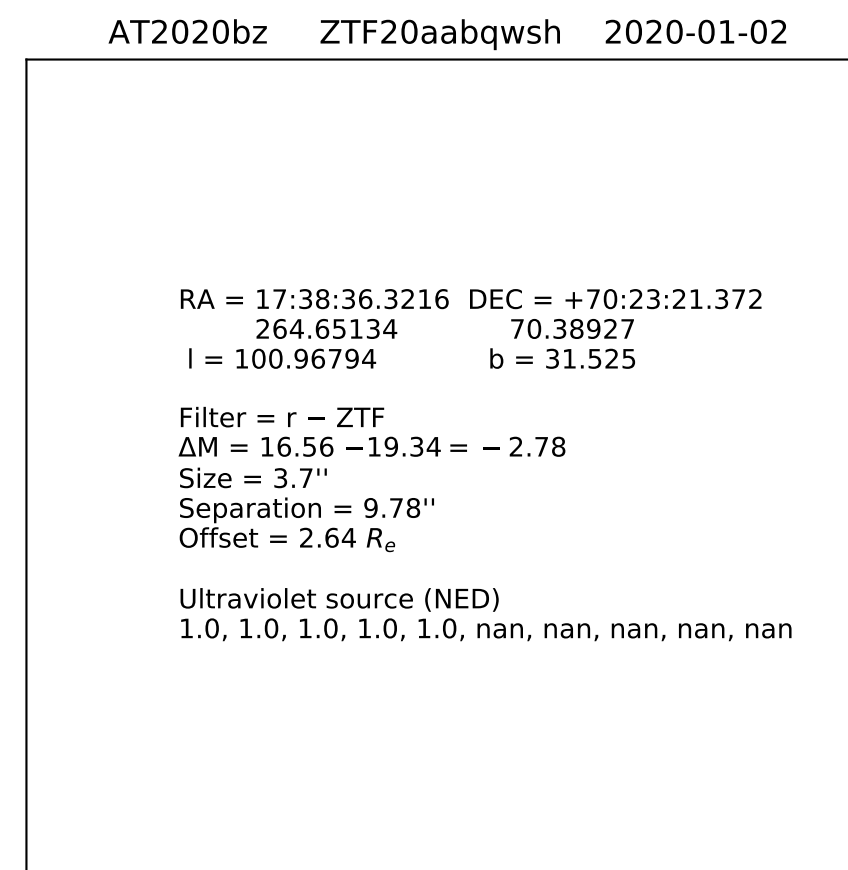 AT2020bz ZTF20aabqwsh 2020-01-02
RA = 17:38:36.3216 DEC = +70:23:21.372
264.65134 70.38927
l = 100.96794 b = 31.525
Filter = r − ZTF
ΔM = 16.56 −19.34 = − 2.78
Size = 3.7''
Separation = 9.78''
Offset = 2.64 Re
Ultraviolet source (NED)
1.0, 1.0, 1.0, 1.0, 1.0, nan, nan, nan, nan, nan